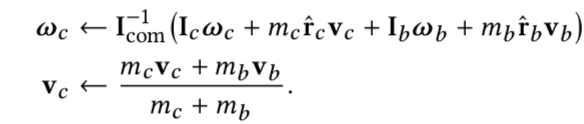 𝝎_c ← 𝐈_com^{−1} (𝐈_c 𝝎_c + m_c 𝐫̂_c 𝐯_c + 𝐈_b 𝝎_b + m_b 𝐫̂_b 𝐯_b)
𝐯_c ← \frac{m_c 𝐯_c + m_b 𝐯_b}{m_c + m_b}.